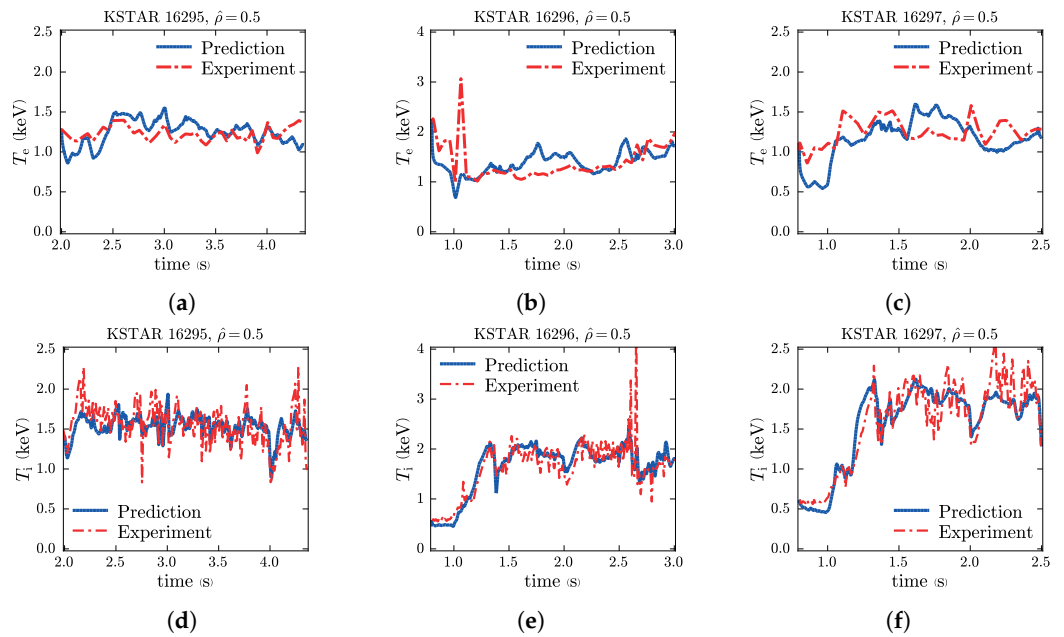 KSTAR 16295, ρ̂ = 0.5
2.5
2.0
1.5
1.0
0.5
0.0
Tₑ (keV)
Prediction
Experiment
2.0 2.5 3.0 3.5 4.0
time (s)
(a)
KSTAR 16296, ρ̂ = 0.5
4
3
2
1
0
Tₑ (keV)
Prediction
Experiment
1.0 1.5 2.0 2.5 3.0
time (s)
(b)
KSTAR 16297, ρ̂ = 0.5
2.5
2.0
1.5
1.0
0.5
0.0
Tₑ (keV)
Prediction
Experiment
1.0 1.5 2.0 2.5
time (s)
(c)
KSTAR 16295, ρ̂ = 0.5
2.5
2.0
1.5
1.0
0.5
0.0
Tᵢ (keV)
Prediction
Experiment
2.0 2.5 3.0 3.5 4.0
time (s)
(d)
KSTAR 16296, ρ̂ = 0.5
4
3
2
1
0
Tᵢ (keV)
Prediction
Experiment
1.0 1.5 2.0 2.5 3.0
time (s)
(e)
KSTAR 16297, ρ̂ = 0.5
2.5
2.0
1.5
1.0
0.5
0.0
Tᵢ (keV)
Prediction
Experiment
1.0 1.5 2.0 2.5
time (s)
(f)